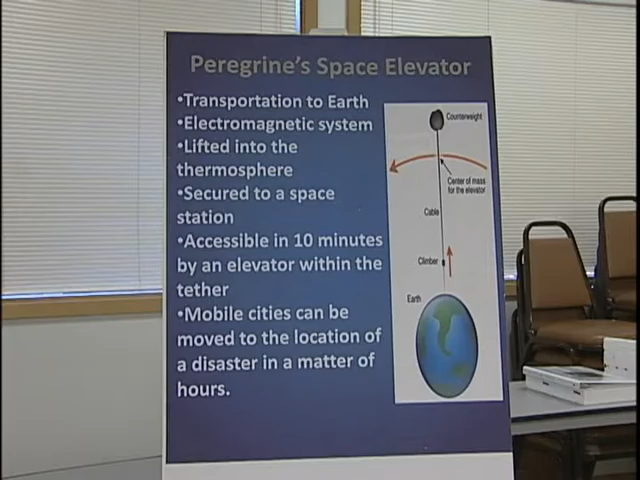 Peregrine's Space Elevator
•Transportation to Earth
•Electromagnetic system
•Lifted into the
thermosphere
•Secured to a space
station
•Accessible in 10 minutes
by an elevator within the
tether
•Mobile cities can be
moved to the location of
a disaster in a matter of
hours.
Counterweight
Center of mass
for the elevator
Cable
Climber
Earth